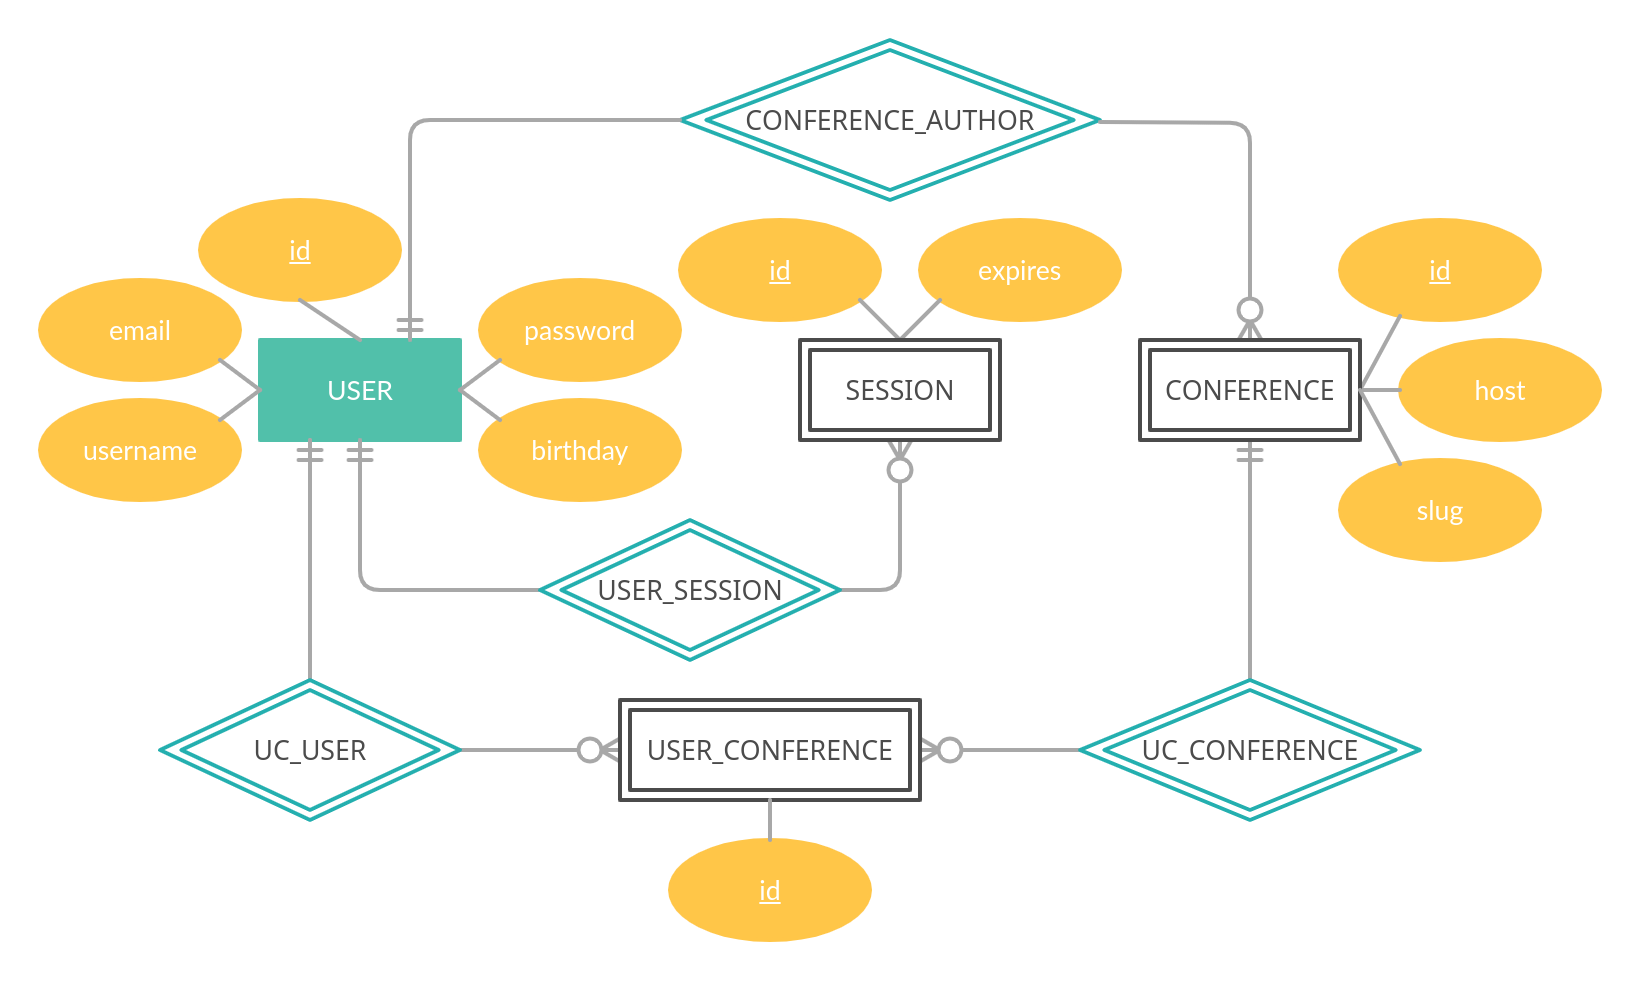 CONFERENCE_AUTHOR
id
id
expires
id
email
password
USER
SESSION
CONFERENCE
host
username
birthday
slug
USER_SESSION
UC_USER
USER_CONFERENCE
UC_CONFERENCE
id